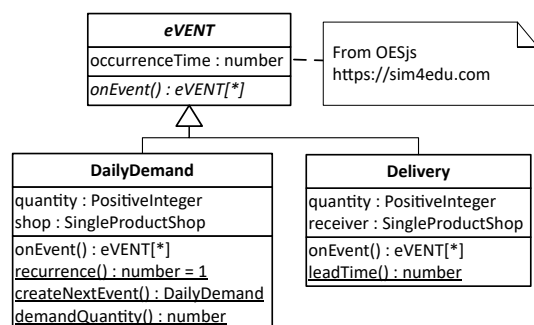 eVENT
occurrenceTime : number
onEvent() : eVENT[*]
From OESjs
https://sim4edu.com
DailyDemand
quantity : PositiveInteger
shop : SingleProductShop
onEvent() : eVENT[*]
recurrence() : number = 1
createNextEvent() : DailyDemand
demandQuantity() : number
Delivery
quantity : PositiveInteger
receiver : SingleProductShop
onEvent() : eVENT[*]
leadTime() : number